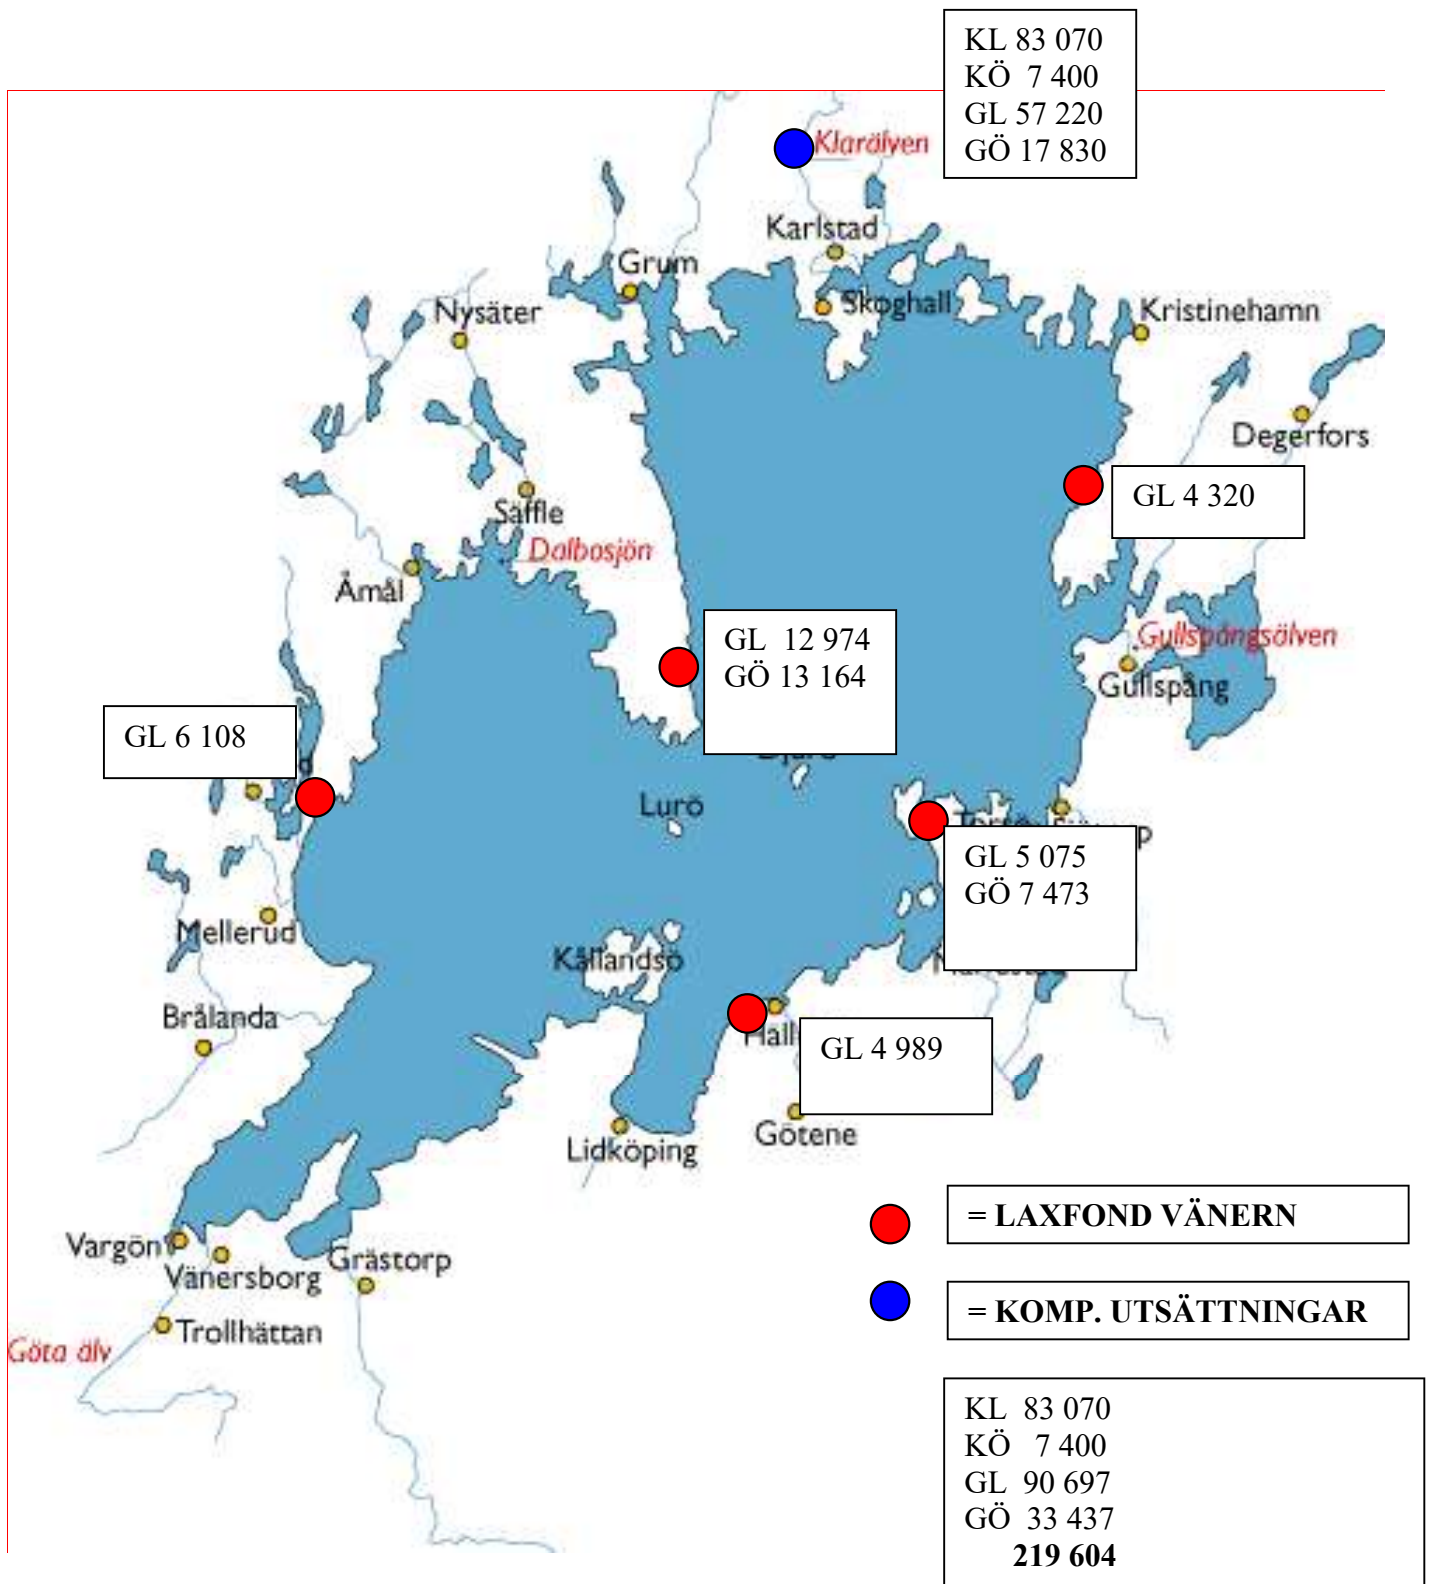 KL 83 070
KÖ 7 400
GL 57 220
GÖ 17 830
Klarälven
Karlstad
Grum
Skoghall
Nysäter
Kristinehamn
Degerfors
GL 4 320
Säffle
Dalbosjön
Åmål
GL 12 974
GÖ 13 164
Gullspångsälven
Gullspång
GL 6 108
Lurö
GL 5 075
GÖ 7 473
Mellerud
Kållandsö
Brålanda
GL 4 989
Lidköping
Götene
= LAXFOND VÄNERN
Vargön
Vänersborg
Grästorp
= KOMP. UTSÄTTNINGAR
Trollhättan
Göta älv
KL 83 070
KÖ 7 400
GL 90 697
GÖ 33 437
219 604